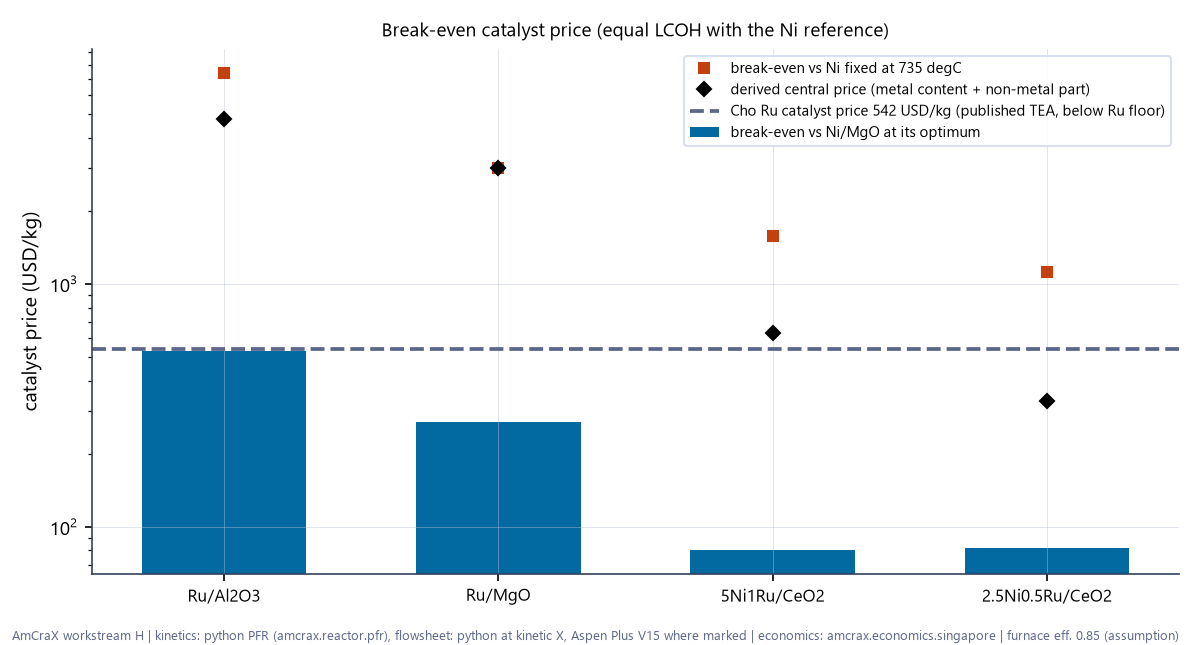 Break-even catalyst price (equal LCOH with the Ni reference)
break-even vs Ni fixed at 735 degC
derived central price (metal content + non-metal part)
Cho Ru catalyst price 542 USD/kg (published TEA, below Ru floor)
break-even vs Ni/MgO at its optimum
catalyst price (USD/kg)
10³
10²
Ru/Al2O3 Ru/MgO 5Ni1Ru/CeO2 2.5Ni0.5Ru/CeO2
AmCraX workstream H | kinetics: python PFR (amcrax.reactor.pfr), flowsheet: python at kinetic X, Aspen Plus V15 where marked | economics: amcrax.economics.singapore | furnace eff. 0.85 (assumption)